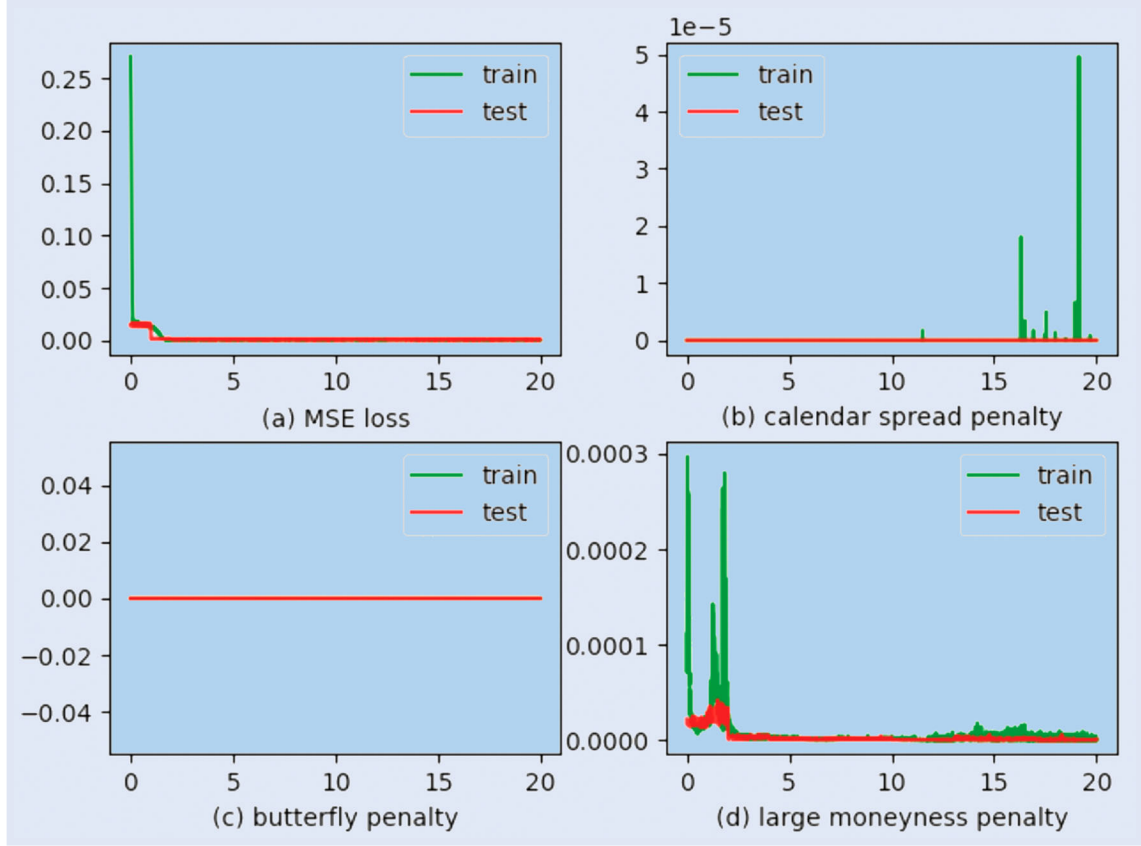 1e−5
0.25
0.20
0.15
0.10
0.05
0.00
train
test
0 5 10 15 20
(a) MSE loss
5
4
3
2
1
0
train
test
0 5 10 15 20
(b) calendar spread penalty
0.04
0.02
0.00
−0.02
−0.04
train
test
0 5 10 15 20
(c) butterfly penalty
0.0003
0.0002
0.0001
0.0000
train
test
0 5 10 15 20
(d) large moneyness penalty